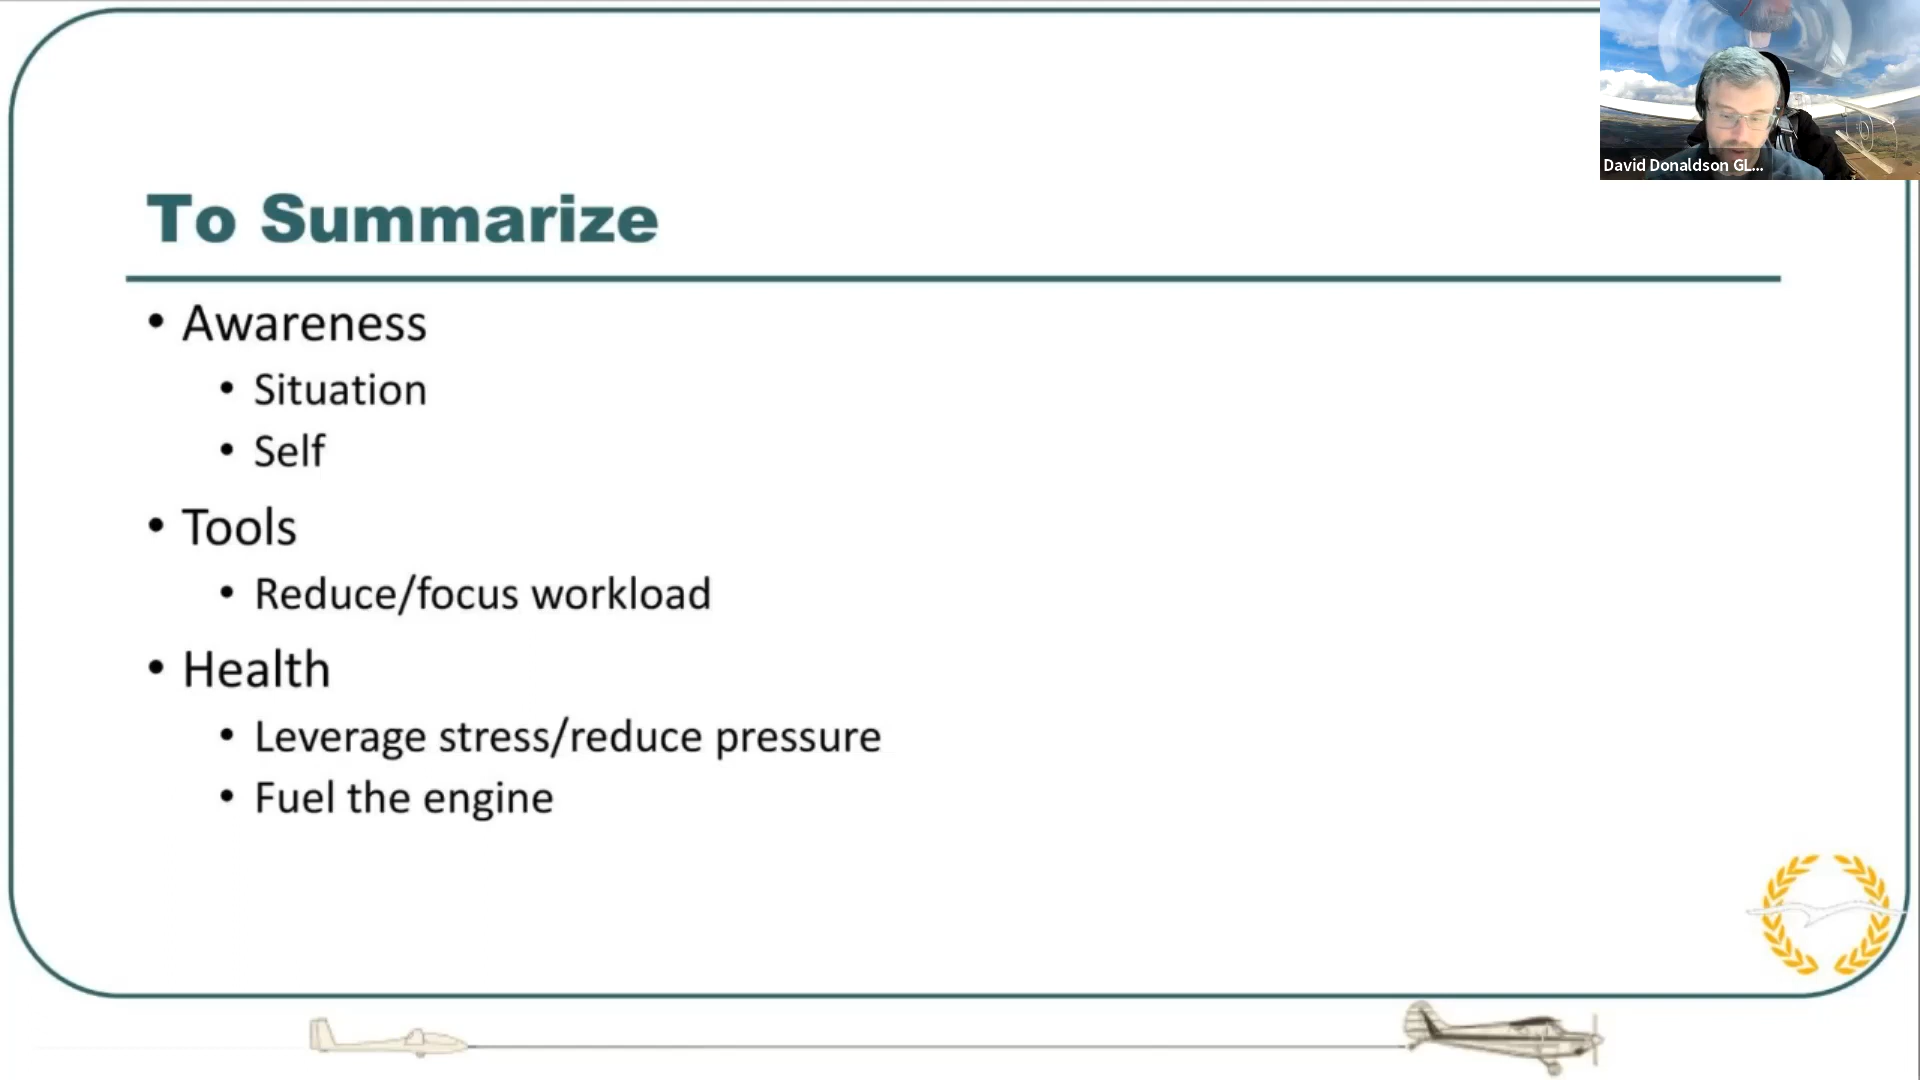 David Donaldson GL...
To Summarize
• Awareness
• Situation
• Self
• Tools
• Reduce/focus workload
• Health
• Leverage stress/reduce pressure
• Fuel the engine